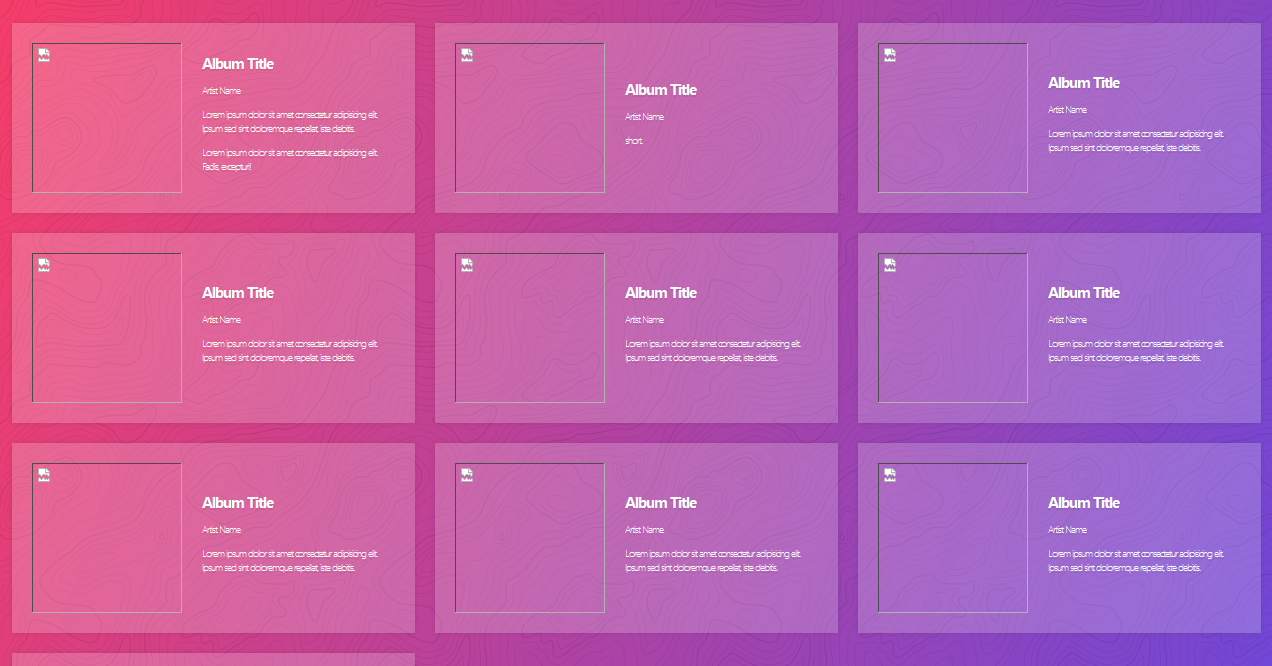 Album Title
Artist Name
Lorem ipsum dolor sit amet consectetur adipisicing elit.
Ipsum sed sint doloremque repellat, iste debitis.
Lorem ipsum dolor sit amet consectetur, adipisicing elit.
Facilis, excepturi!
Album Title
Artist Name
short.
Album Title
Artist Name
Lorem ipsum dolor sit amet consectetur adipisicing elit.
Ipsum sed sint doloremque repellat, iste debitis.
Album Title
Artist Name
Lorem ipsum dolor sit amet consectetur adipisicing elit.
Ipsum sed sint doloremque repellat, iste debitis.
Album Title
Artist Name
Lorem ipsum dolor sit amet consectetur adipisicing elit.
Ipsum sed sint doloremque repellat, iste debitis.
Album Title
Artist Name
Lorem ipsum dolor sit amet consectetur adipisicing elit.
Ipsum sed sint doloremque repellat, iste debitis.
Album Title
Artist Name
Lorem ipsum dolor sit amet consectetur adipisicing elit.
Ipsum sed sint doloremque repellat, iste debitis.
Album Title
Artist Name
Lorem ipsum dolor sit amet consectetur adipisicing elit.
Ipsum sed sint doloremque repellat, iste debitis.
Album Title
Artist Name
Lorem ipsum dolor sit amet consectetur adipisicing elit.
Ipsum sed sint doloremque repellat, iste debitis.